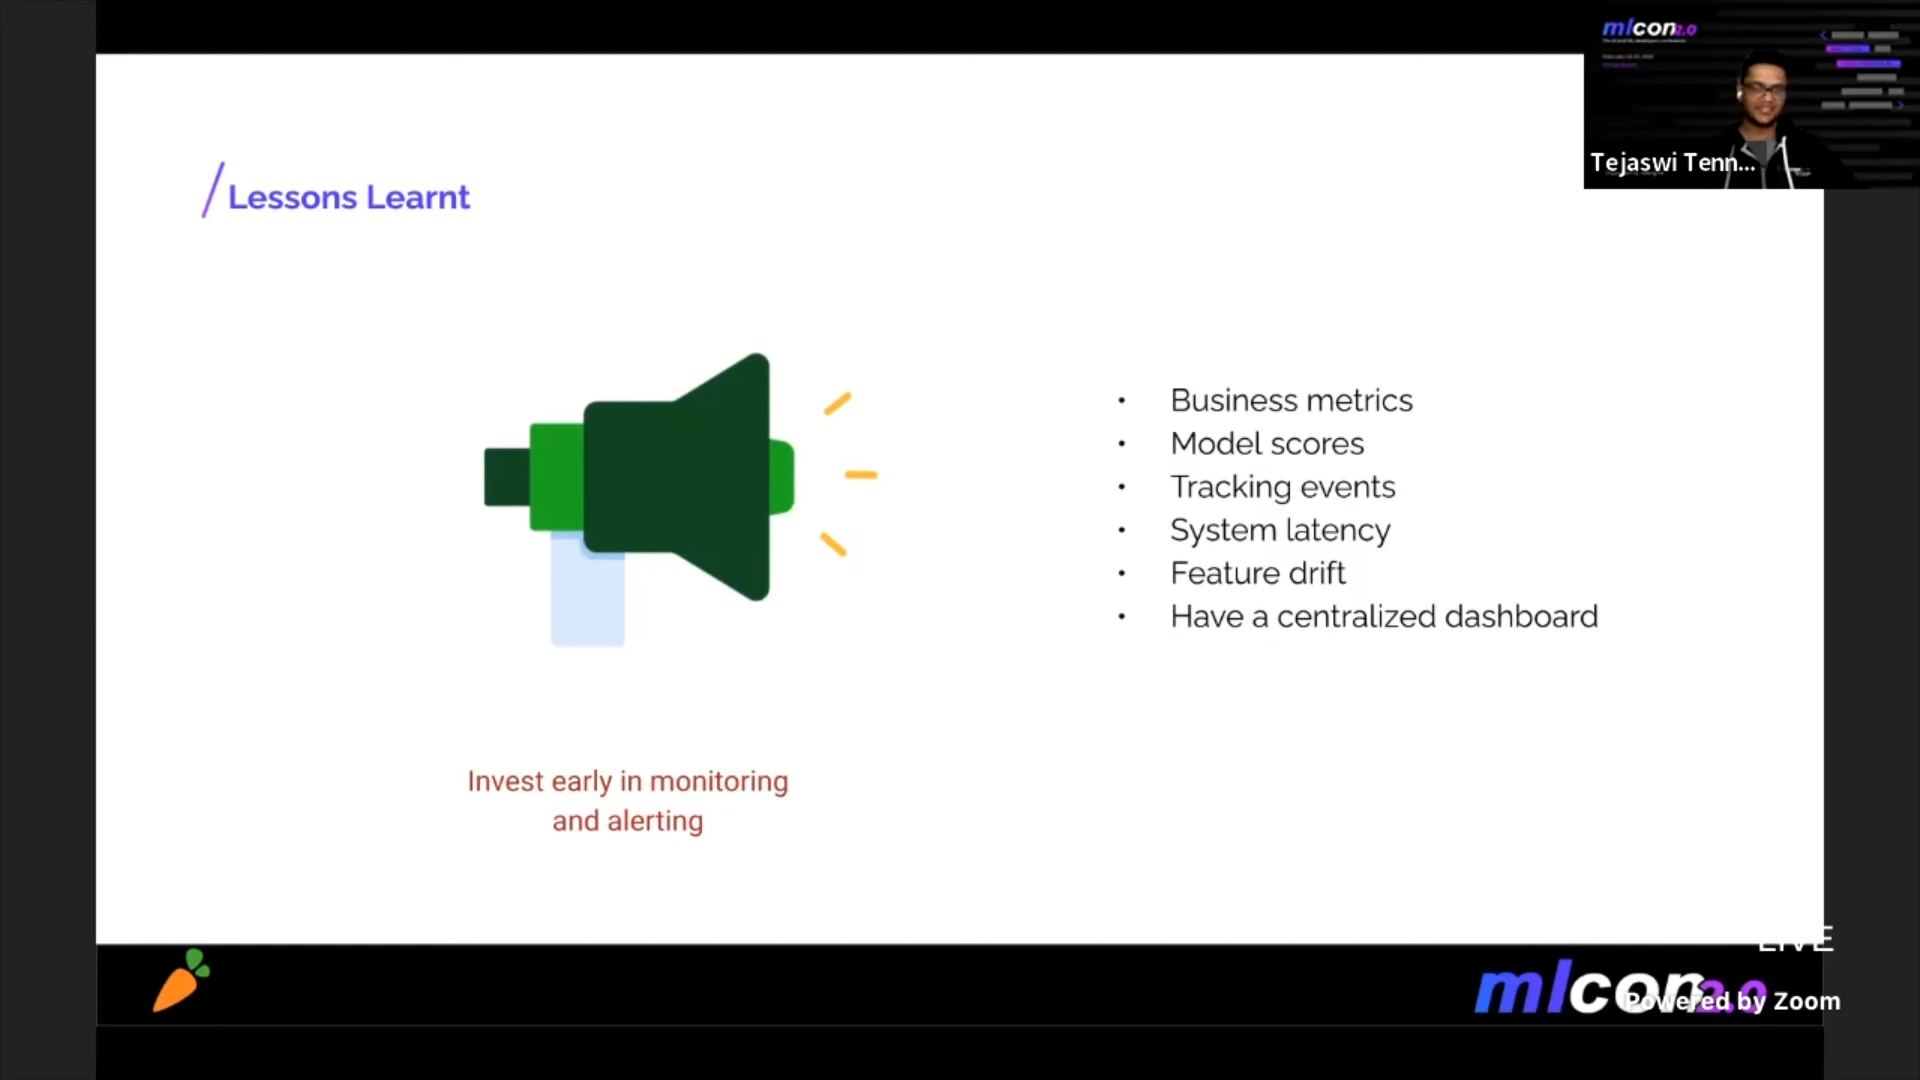 mlcon2.0
Tejaswi Tenn...
Lessons Learnt
• Business metrics
• Model scores
• Tracking events
• System latency
• Feature drift
• Have a centralized dashboard
Invest early in monitoring
and alerting
LIVE
mlcon2.0
Powered by Zoom